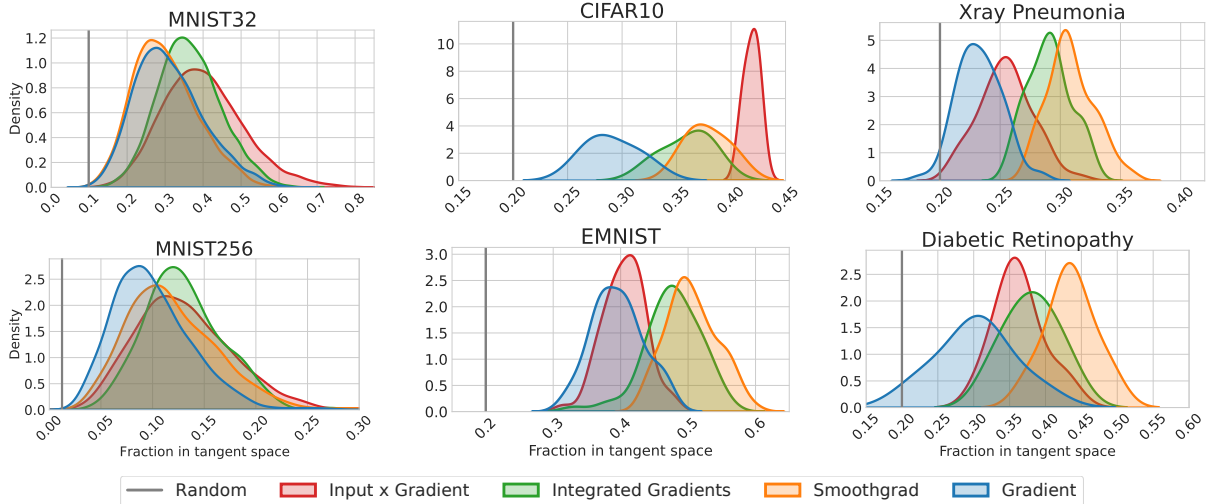 MNIST32
Density
1.2
1.0
0.8
0.6
0.4
0.2
0.0
0.0 0.1 0.2 0.3 0.4 0.5 0.6 0.7 0.8
CIFAR10
10
8
6
4
2
0
0.15 0.20 0.25 0.30 0.35 0.40 0.45
Xray Pneumonia
5
4
3
2
1
0
0.15 0.20 0.25 0.30 0.35 0.40
MNIST256
Density
2.5
2.0
1.5
1.0
0.5
0.0
0.00 0.05 0.10 0.15 0.20 0.30
Fraction in tangent space
EMNIST
3.0
2.5
2.0
1.5
1.0
0.5
0.0
0.2 0.3 0.4 0.5 0.6
Fraction in tangent space
Diabetic Retinopathy
2.5
2.0
1.5
1.0
0.5
0.0
0.15 0.20 0.25 0.30 0.35 0.40 0.45 0.50 0.55 0.60
Fraction in tangent space
Random Input x Gradient Integrated Gradients Smoothgrad Gradient